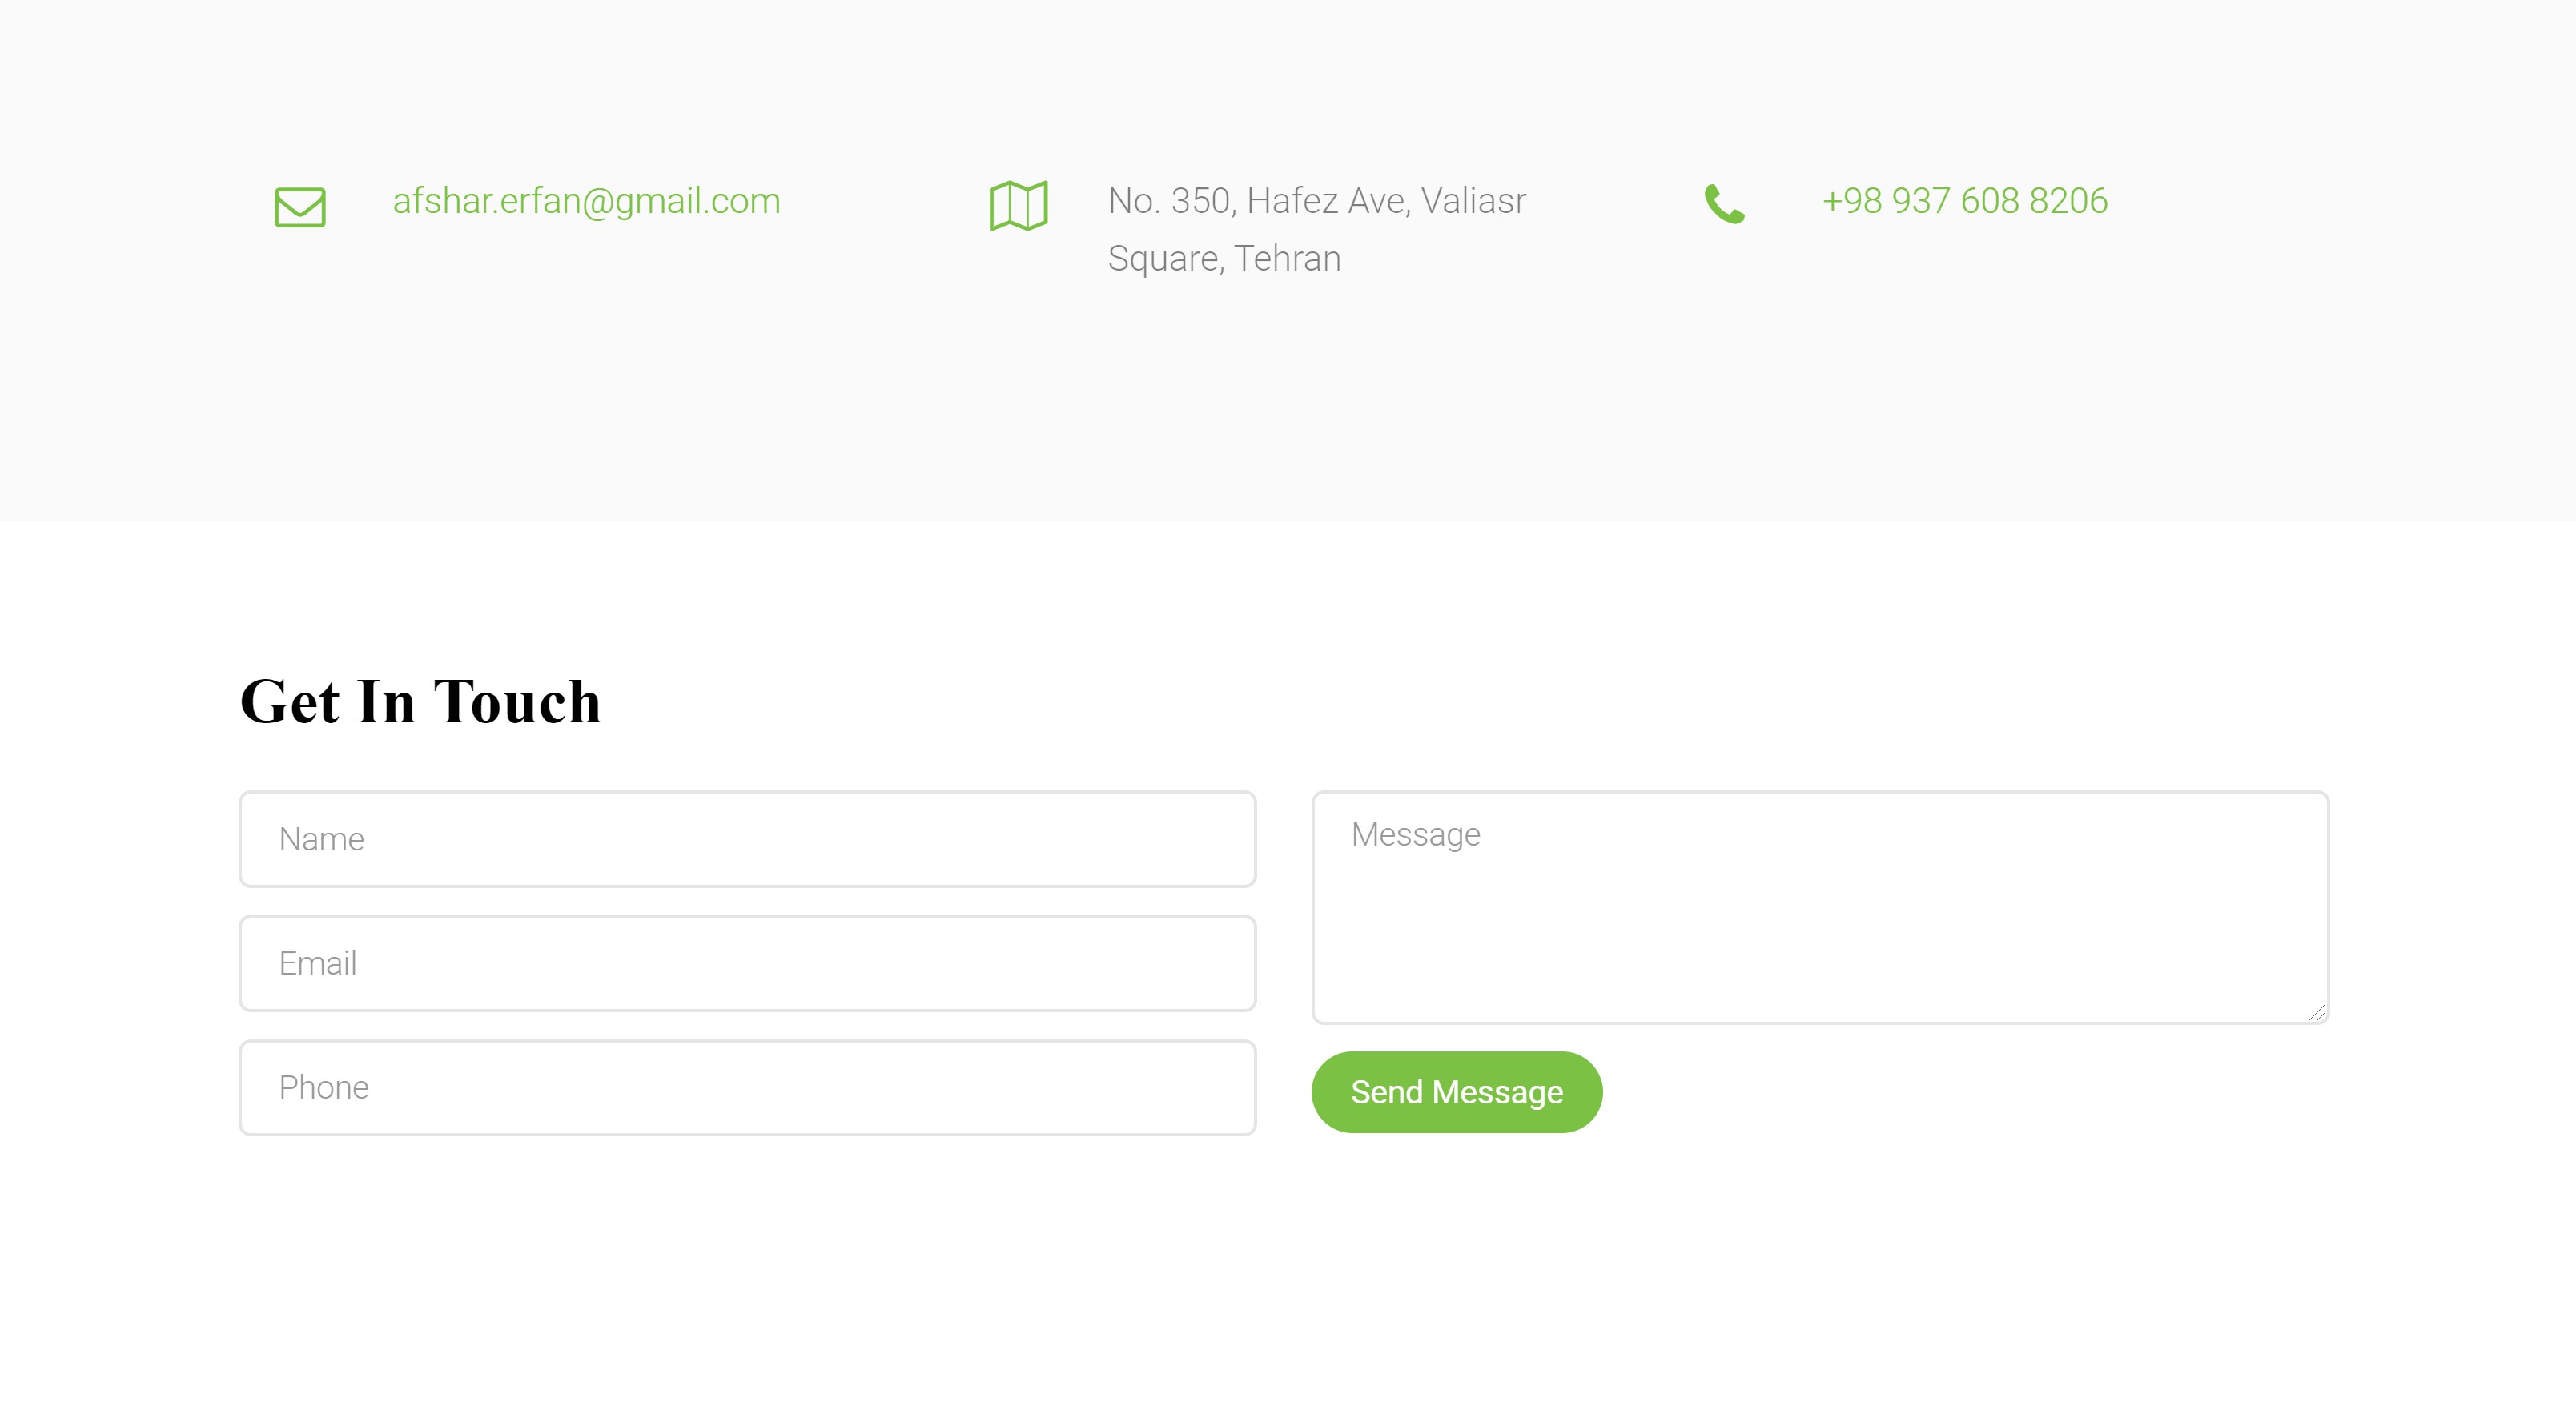 afshar.erfan@gmail.com
No. 350, Hafez Ave, Valiasr
Square, Tehran
+98 937 608 8206
Get In Touch
Name
Email
Phone
Message
Send Message